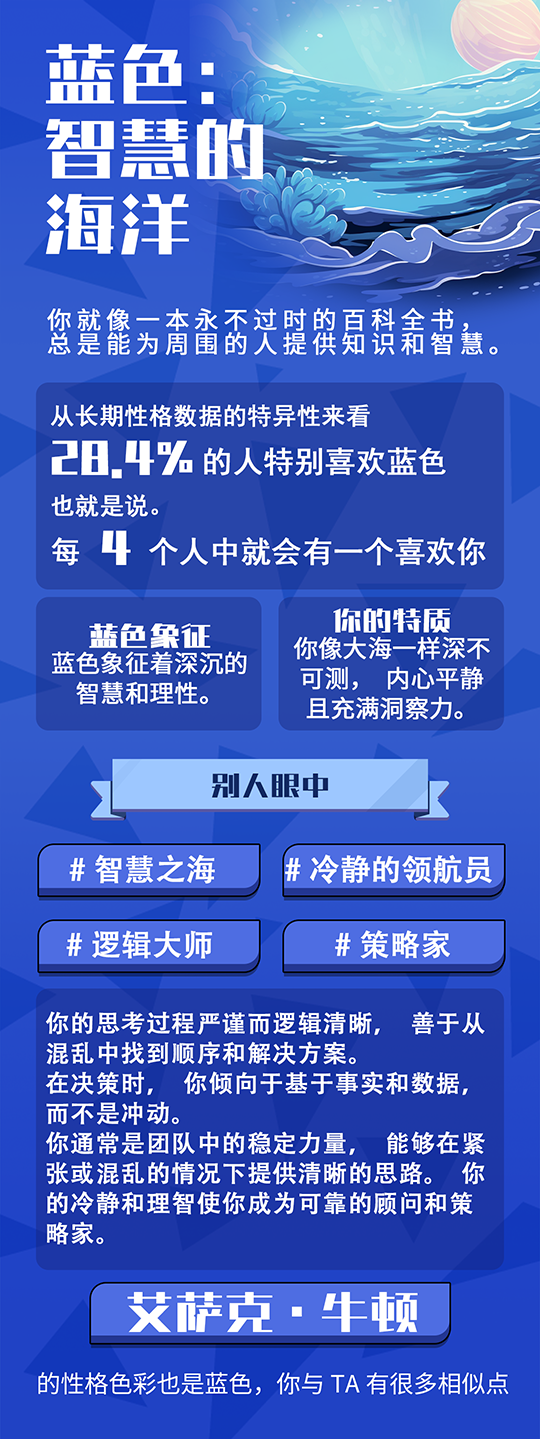 蓝色：
智慧的
海洋
你就像一本永不过时的百科全书，
总是能为周围的人提供知识和智慧。
从长期性格数据的特异性来看
28.4% 的人特别喜欢蓝色
也就是说。
每 4 个人中就会有一个喜欢你
蓝色象征
蓝色象征着深沉的
智慧和理性。
你的特质
你像大海一样深不
可测， 内心平静
且充满洞察力。
别人眼中
# 智慧之海
# 冷静的领航员
# 逻辑大师
# 策略家
你的思考过程严谨而逻辑清晰， 善于从
混乱中找到顺序和解决方案。
在决策时， 你倾向于基于事实和数据，
而不是冲动。
你通常是团队中的稳定力量， 能够在紧
张或混乱的情况下提供清晰的思路。 你
的冷静和理智使你成为可靠的顾问和策
略家。
艾萨克·牛顿
的性格色彩也是蓝色，你与 TA 有很多相似点